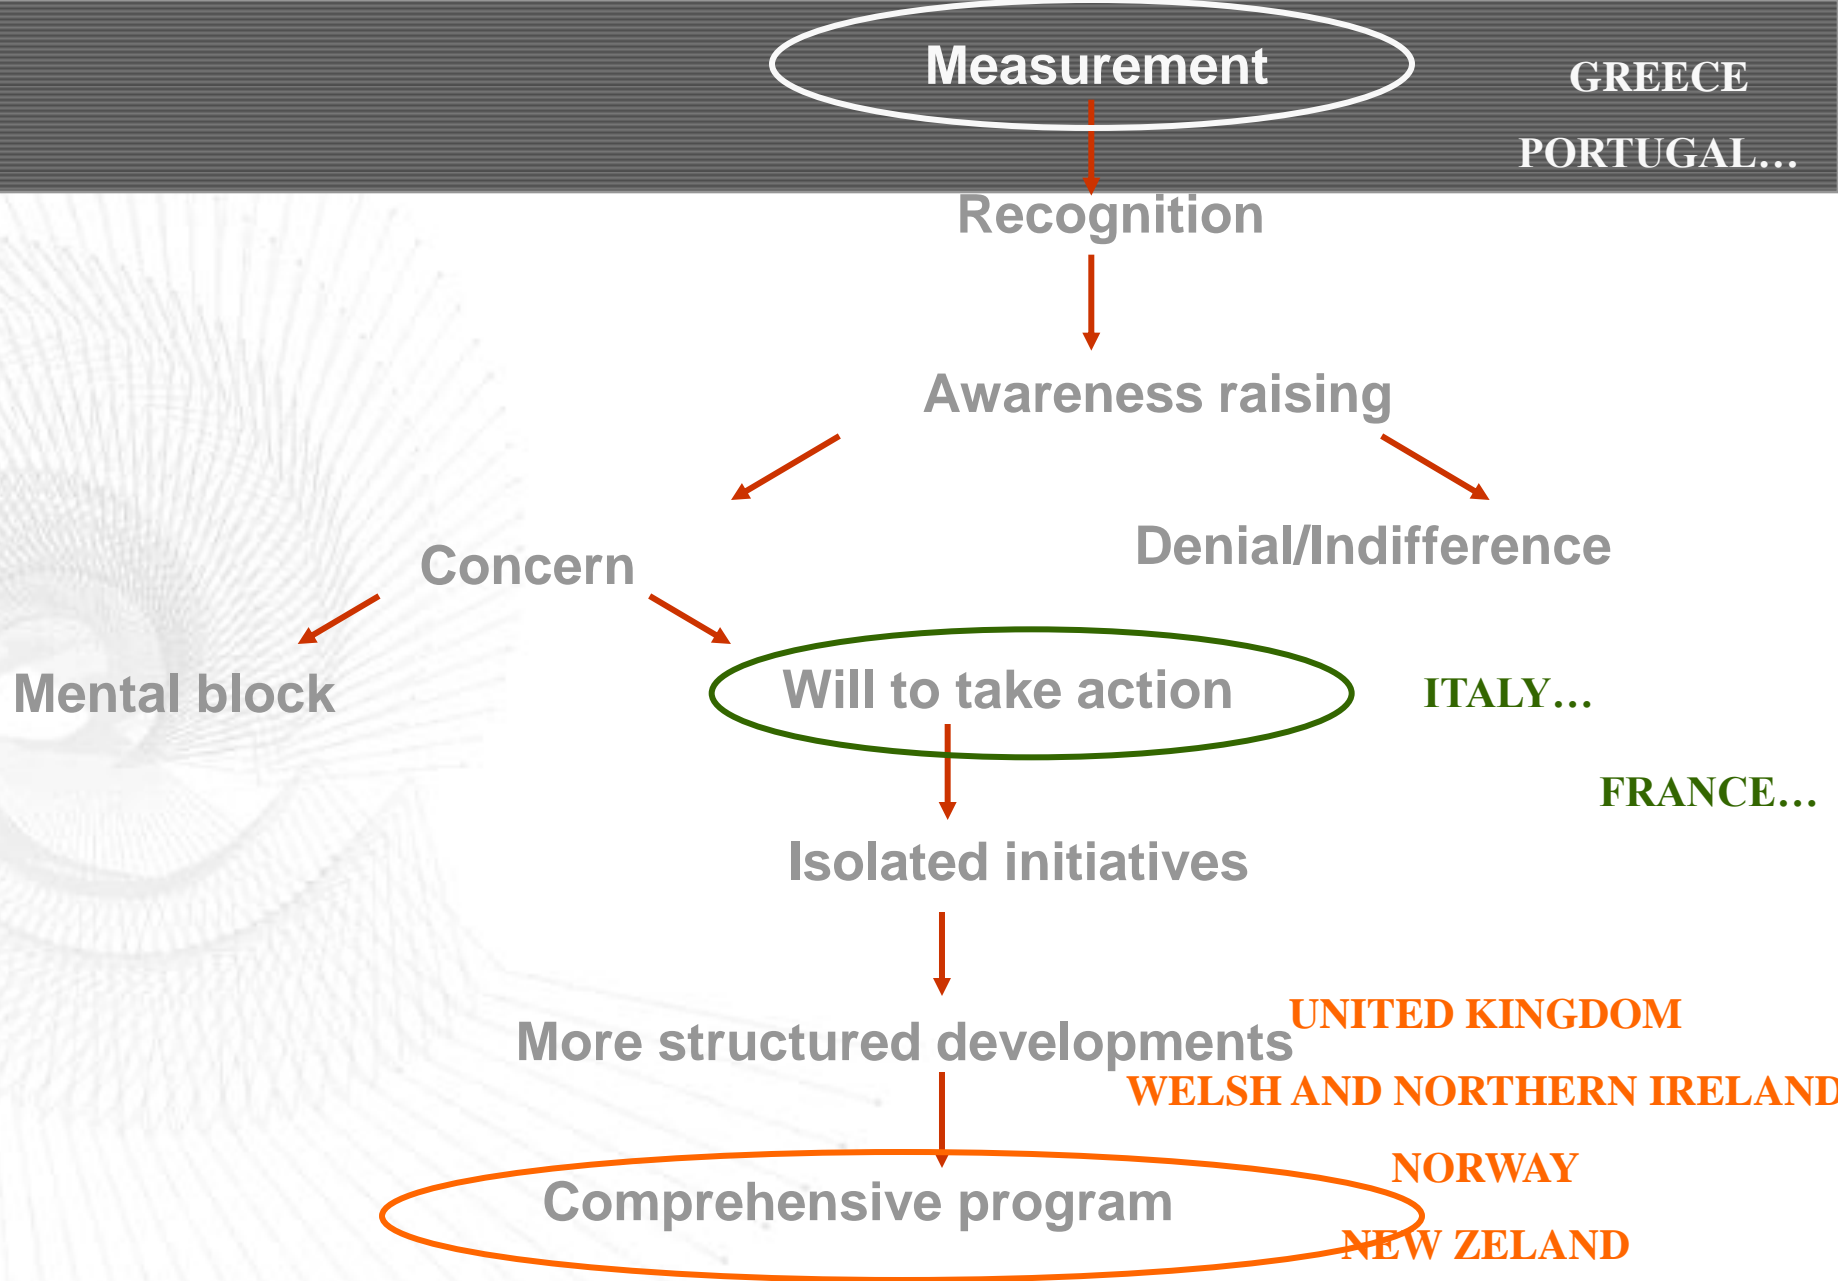 Measurement
GREECE
PORTUGAL…
Recognition
Awareness raising
Denial/Indifference
Concern
Mental block
Will to take action
ITALY…
FRANCE…
Isolated initiatives
UNITED KINGDOM
More structured developments
WELSH AND NORTHERN IRELAND
NORWAY
Comprehensive program
NEW ZELAND